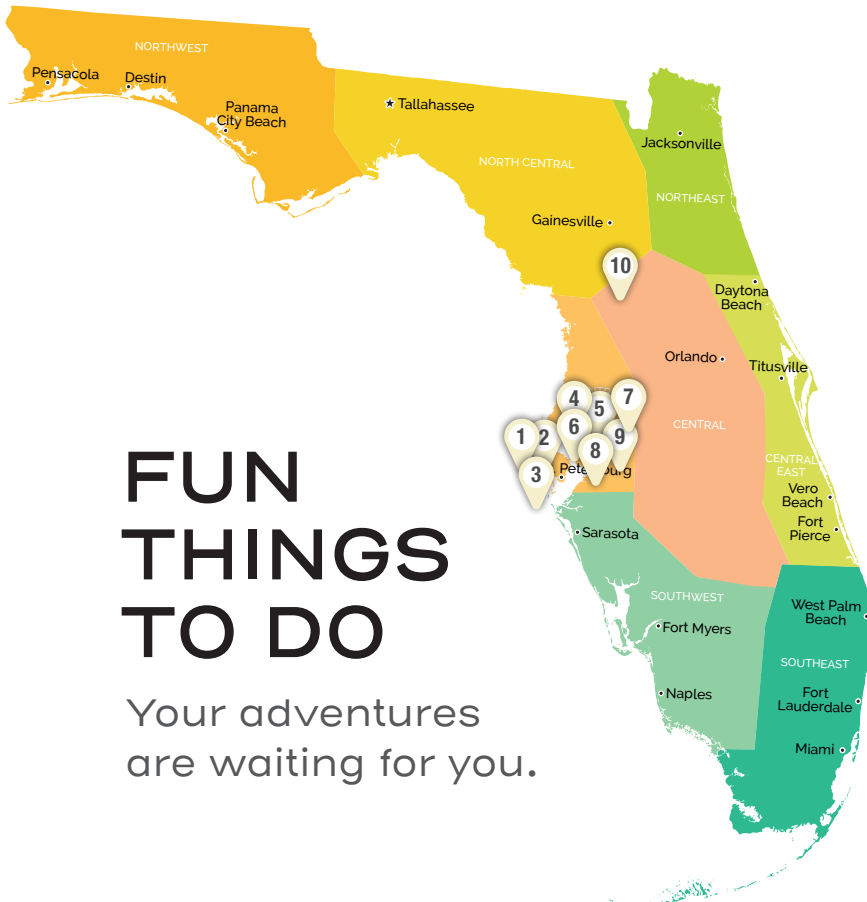 NORTHWEST
Pensacola
Destin
Panama
City Beach
Tallahassee
NORTH CENTRAL
Gainesville
Jacksonville
NORTHEAST
10
Daytona
Beach
Orlando
Titusville
CENTRAL
CENTRAL
EAST
Vero
Beach
Fort
Pierce
4
5
7
1
2
6
9
8
3
Sarasota
SOUTHWEST
Fort Myers
Naples
West Palm
Beach
SOUTHEAST
Fort
Lauderdale
Miami
FUN
THINGS
TO DO
Your adventures
are waiting for you.